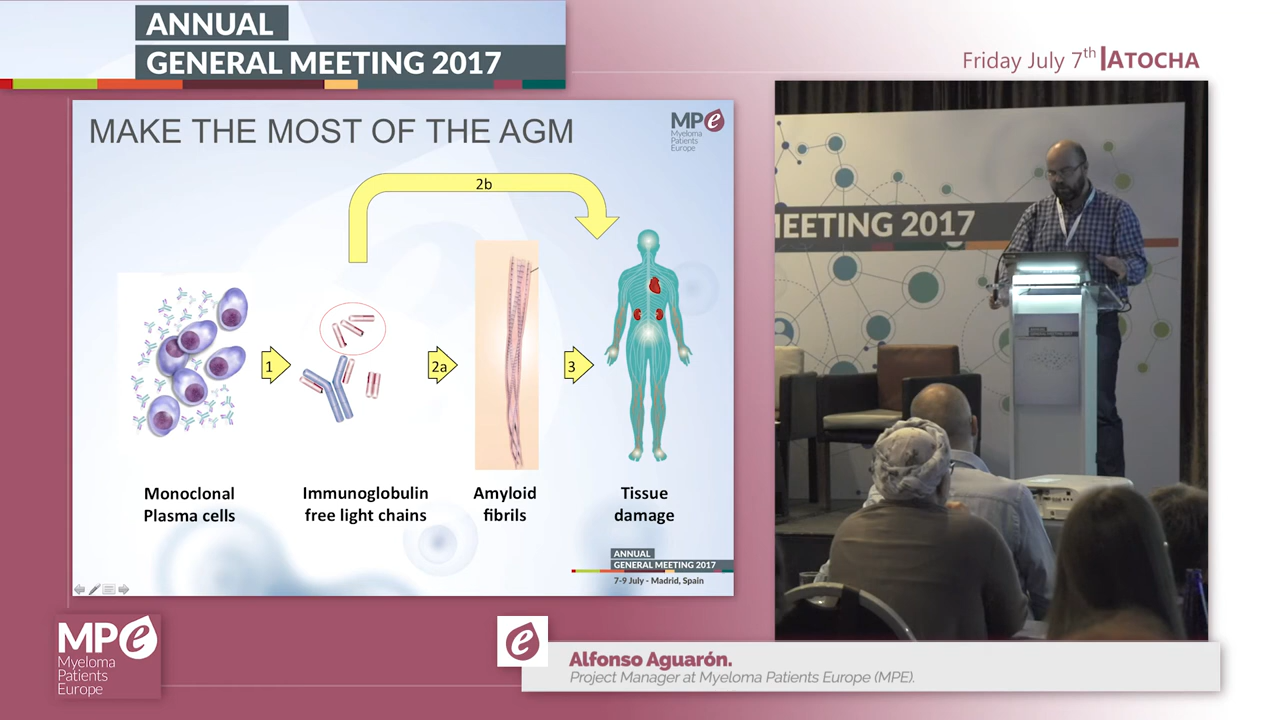 ANNUAL
GENERAL MEETING 2017
Friday July 7th ATOCHA
MAKE THE MOST OF THE AGM
MPe
Myeloma
Patients
Europe
2b
1
2a
3
Monoclonal
Plasma cells
Immunoglobulin
free light chains
Amyloid
fibrils
Tissue
damage
ANNUAL
GENERAL MEETING 2017
7-9 July - Madrid, Spain
EETING 2017
MPe
Myeloma
Patients
Europe
e
Alfonso Aguarón.
Project Manager at Myeloma Patients Europe (MPE).